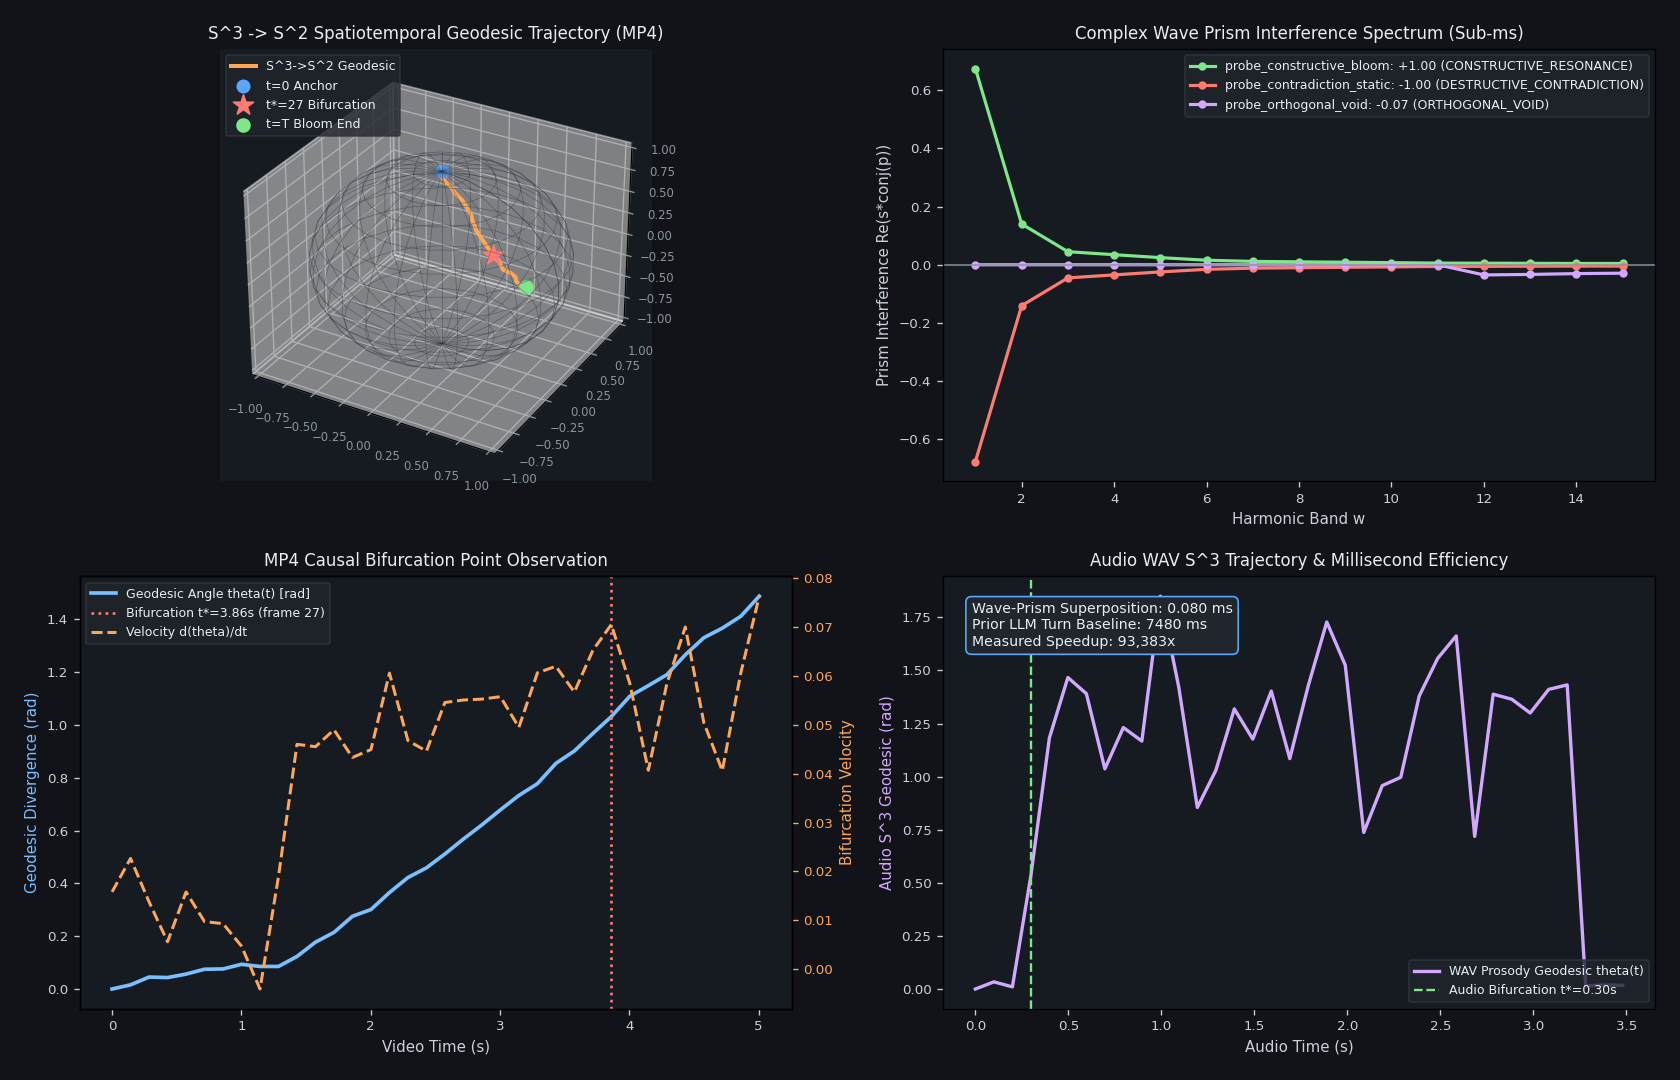 S^3 -> S^2 Spatiotemporal Geodesic Trajectory (MP4)
S^3->S^2 Geodesic
t=0 Anchor
t*=27 Bifurcation
t=T Bloom End
1.00
0.75
0.50
0.25
0.00
−0.25
−0.50
−0.75
−1.00
−1.00
−0.75
−0.50
−0.25
0.00
0.25
0.50
0.75
1.00
1.00
0.75
0.50
0.25
0.00
−0.25
−0.50
−0.75
−1.00
Complex Wave Prism Interference Spectrum (Sub-ms)
probe_constructive_bloom: +1.00 (CONSTRUCTIVE_RESONANCE)
probe_contradiction_static: -1.00 (DESTRUCTIVE_CONTRADICTION)
probe_orthogonal_void: -0.07 (ORTHOGONAL_VOID)
Prism Interference Re(s*conj(p))
0.6
0.4
0.2
0.0
−0.2
−0.4
−0.6
2 4 6 8 10 12 14
Harmonic Band w
MP4 Causal Bifurcation Point Observation
Geodesic Angle theta(t) [rad]
Bifurcation t*=3.86s (frame 27)
Velocity d(theta)/dt
Geodesic Divergence (rad)
1.4
1.2
1.0
0.8
0.6
0.4
0.2
0.0
0.08
0.07
0.06
0.05
0.04
0.03
0.02
0.01
0.00
Bifurcation Velocity
0 1 2 3 4 5
Video Time (s)
Audio WAV S^3 Trajectory & Millisecond Efficiency
Wave-Prism Superposition: 0.080 ms
Prior LLM Turn Baseline: 7480 ms
Measured Speedup: 93,383x
Audio S^3 Geodesic (rad)
1.75
1.50
1.25
1.00
0.75
0.50
0.25
0.00
WAV Prosody Geodesic theta(t)
Audio Bifurcation t*=0.30s
0.0 0.5 1.0 1.5 2.0 2.5 3.0 3.5
Audio Time (s)